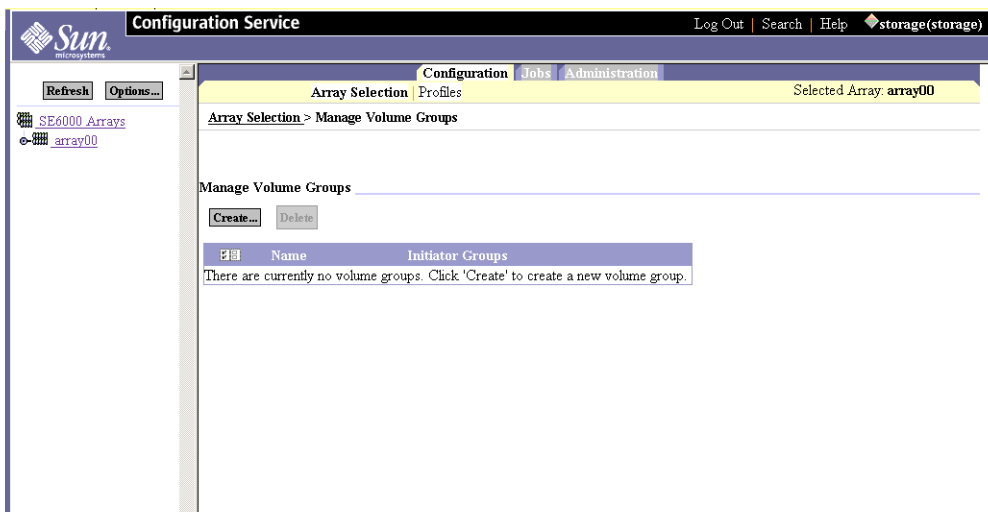 Sun
microsystems
Configuration Service
Log Out | Search | Help storage(storage)
Refresh Options...
SE6000 Arrays
array00
Configuration Jobs Administration
Array Selection | Profiles Selected Array: array00
Array Selection > Manage Volume Groups
Manage Volume Groups
Create... Delete
Name Initiator Groups
There are currently no volume groups. Click 'Create' to create a new volume group.